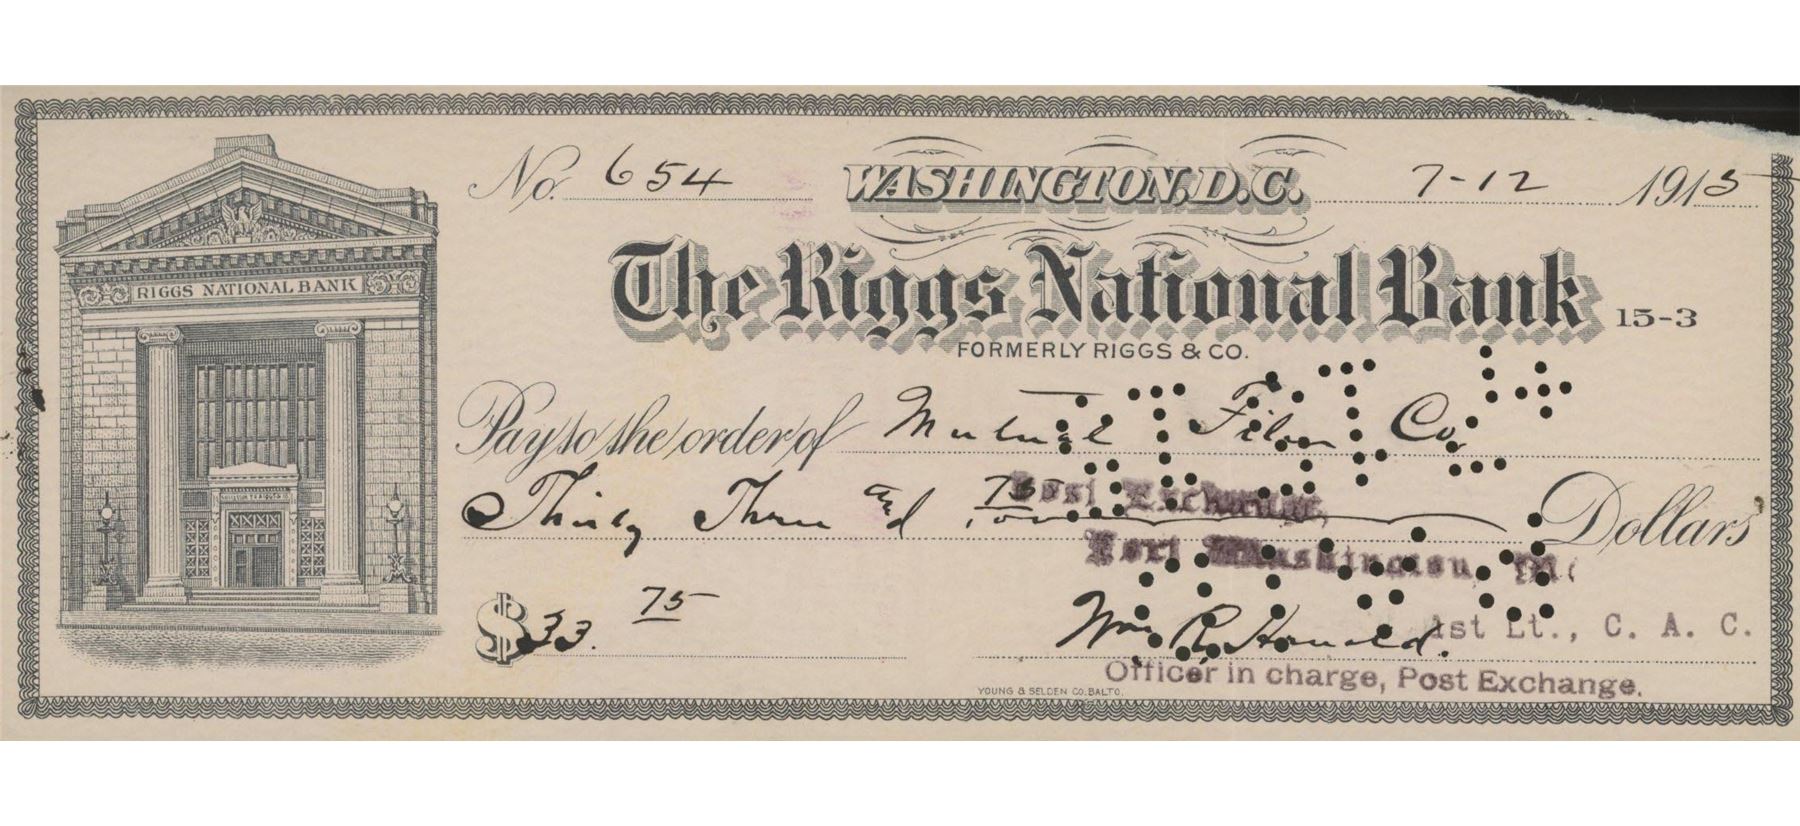 No. 654 WASHINGTON, D.C. 7-12 1915
RIGGS NATIONAL BANK
The Riggs National Bank 15-3
FORMERLY RIGGS & CO.
Pay to the order of Mutual Film Co
Thirty Three and 75/100 Dollars
Post Exchange,
Fort Washington, Md
$33. 75
Wm. R. 1st Lt., C. A. C.
Officer in charge, Post Exchange.
YOUNG & SELDEN CO. BALTO.